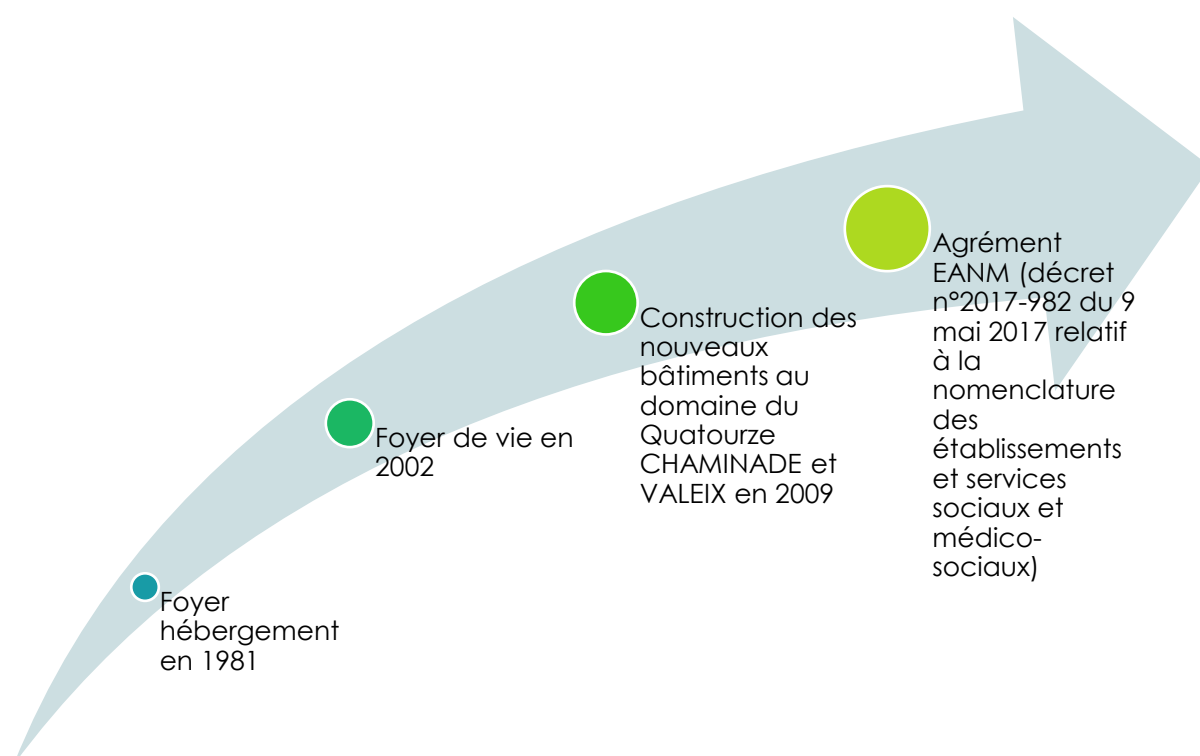 Foyer
hébergement
en 1981
Foyer de vie en
2002
Construction des
nouveaux
bâtiments au
domaine du
Quatourze
CHAMINADE et
VALEIX en 2009
Agrément
EANM (décret
n°2017-982 du 9
mai 2017 relatif
à la
nomenclature
des
établissements
et services
sociaux et
médico-
sociaux)